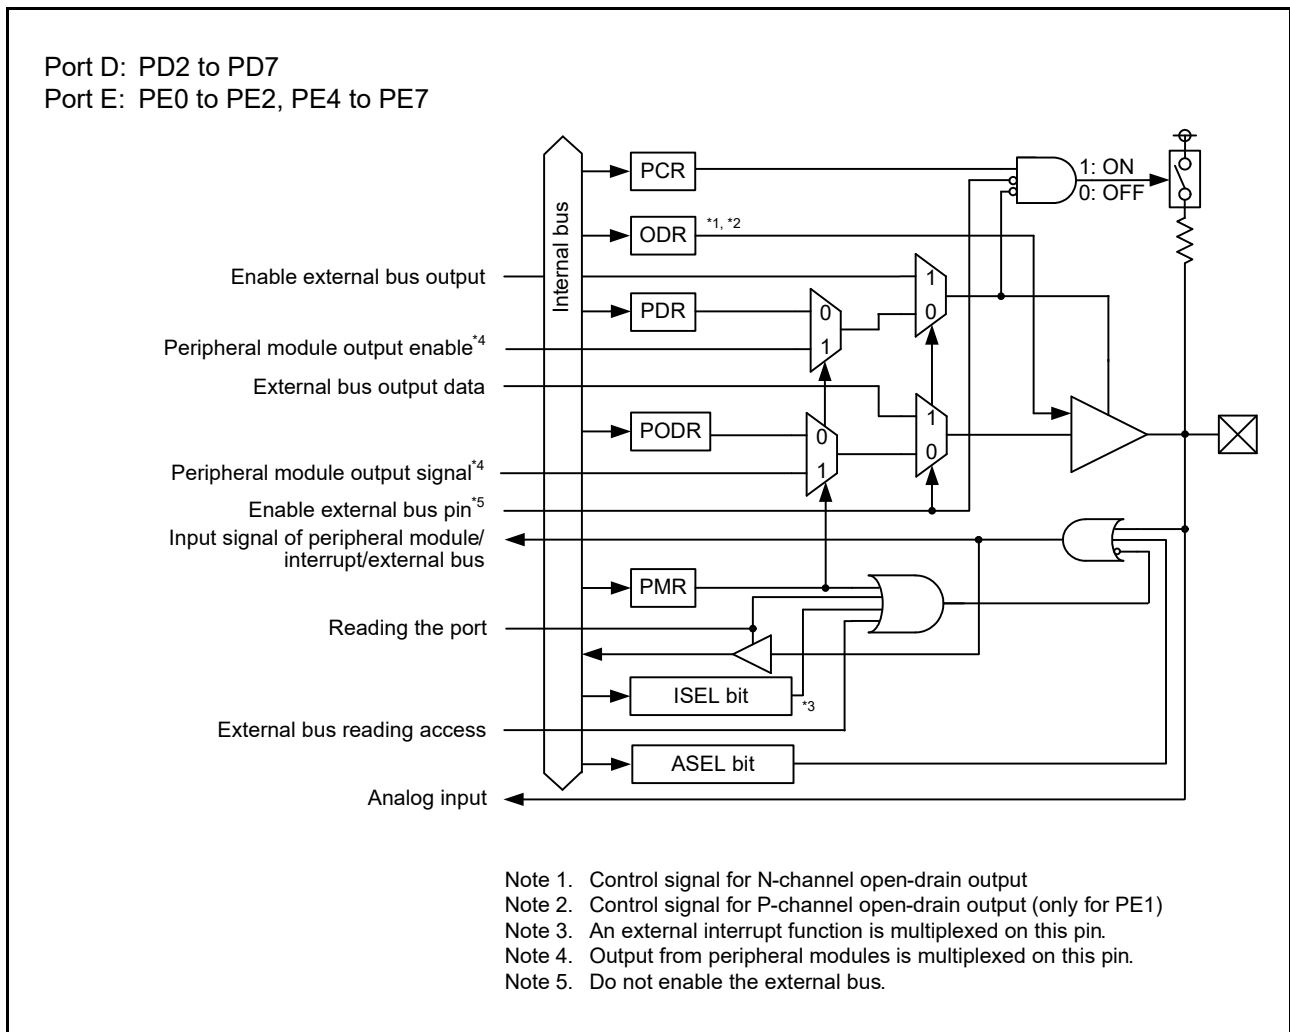 Port D: PD2 to PD7
Port E: PE0 to PE2, PE4 to PE7
Internal bus
PCR
1: ON
0: OFF
ODR
*1, *2
Enable external bus output
1
0
PDR
0
1
Peripheral module output enable*4
External bus output data
PODR
0
1
1
0
Peripheral module output signal*4
Enable external bus pin*5
Input signal of peripheral module/
interrupt/external bus
PMR
Reading the port
ISEL bit
*3
External bus reading access
ASEL bit
Analog input
Note 1. Control signal for N-channel open-drain output
Note 2. Control signal for P-channel open-drain output (only for PE1)
Note 3. An external interrupt function is multiplexed on this pin.
Note 4. Output from peripheral modules is multiplexed on this pin.
Note 5. Do not enable the external bus.